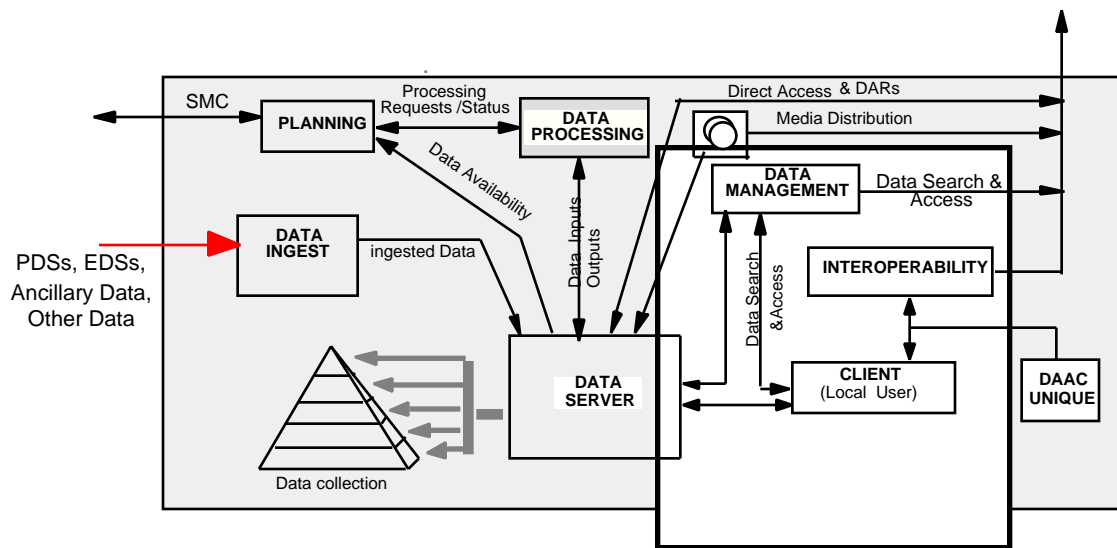 SMC
PLANNING
Processing
Requests /Status
DATA
PROCESSING
Direct Access & DARs
Media Distribution
Data Availability
DATA
MANAGEMENT
Data Search &
Access
DATA
INGEST
ingested Data
Data Inputs
Outputs
Data Search
&Access
INTEROPERABILITY
PDSs, EDSs,
Ancillary Data,
Other Data
DATA
SERVER
CLIENT
(Local User)
DAAC
UNIQUE
Data collection